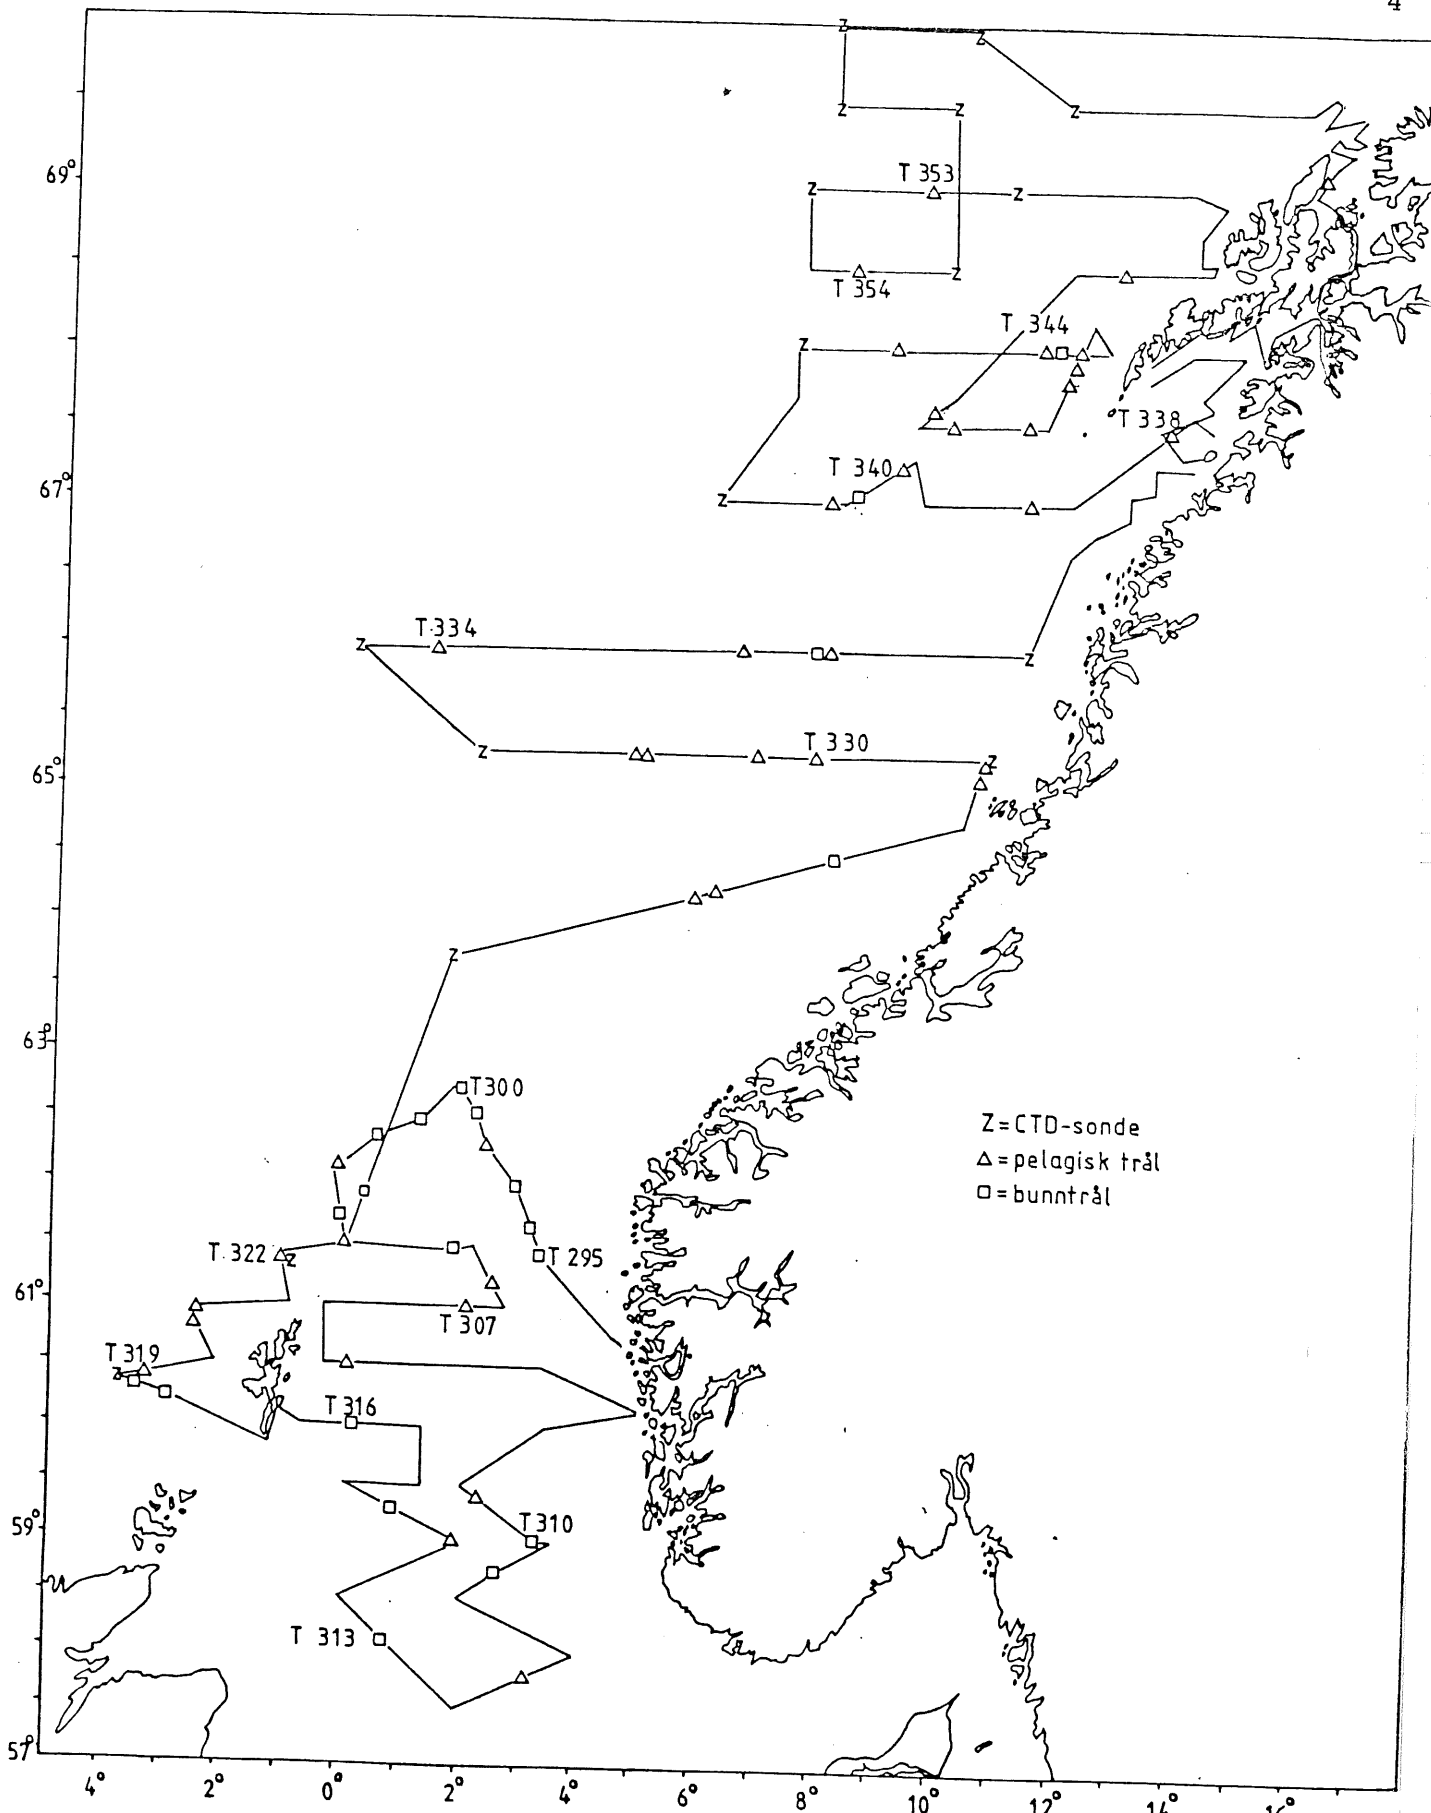 4
69°
T 353
T 354
T 344
T 338
T 340
67°
T.334
T 330
65°
63°
T300
Z=CTD-sonde
△=pelagisk trål
□=bunntrål
T.322
T 295
61°
T 307
T 319
T 316
59°
T310
T 313
57°
4° 2° 0° 2° 4° 6° 8° 10° 12° 14° 16°